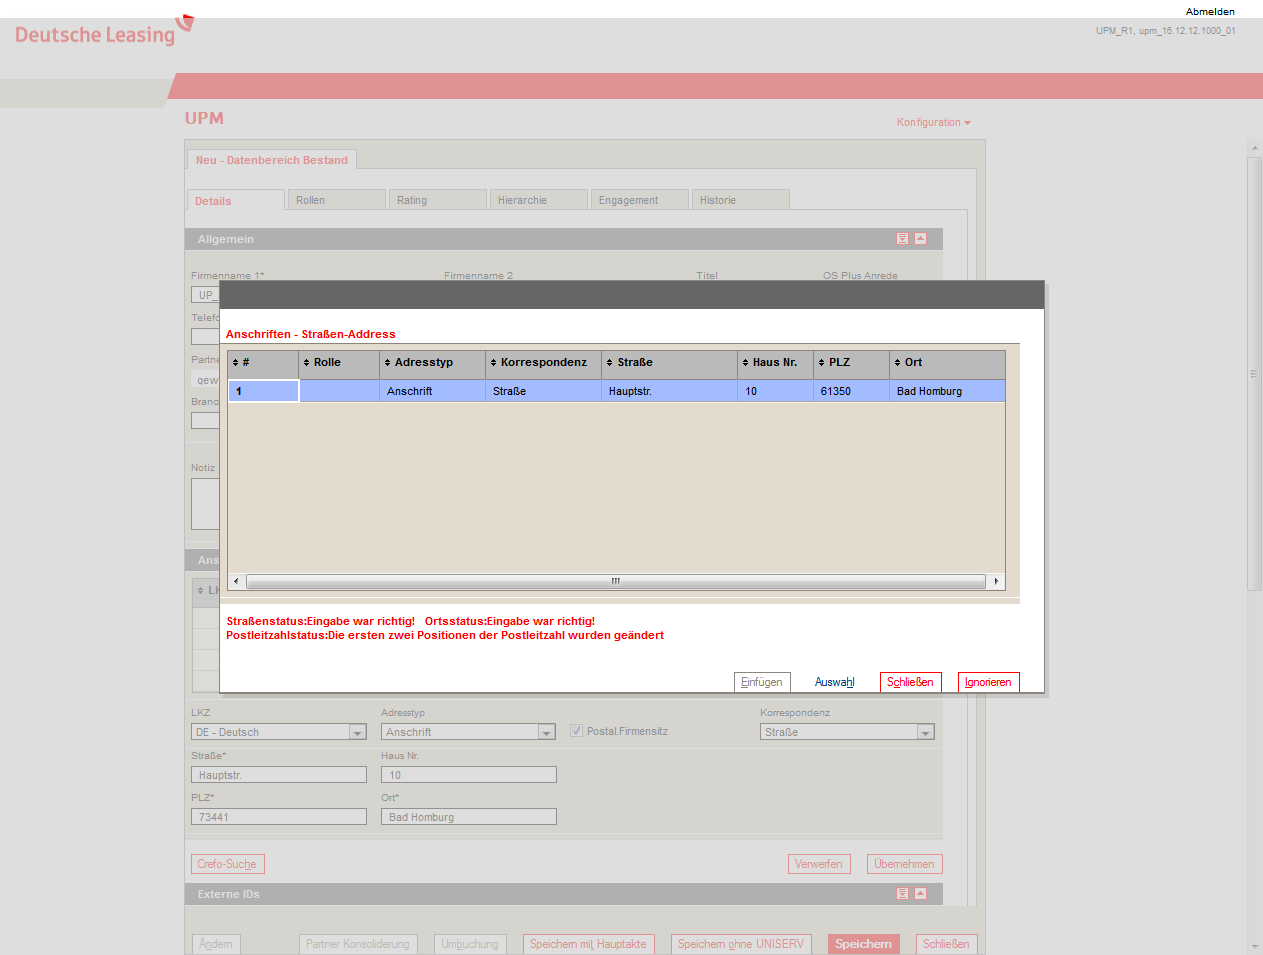 Abmelden
Deutsche Leasing
UPM_R1, upm_16.12.12.1000_01
UPM
Konfiguration
Neu - Datenbereich Bestand
Details Rollen Rating Hierarchie Engagement Historie
Allgemein
Firmenname 1* Firmenname 2 Titel OS Plus Anrede
UP_
Telefo
Partne
gew
Branc
Notiz
Anschriften - Straßen-Address
# Rolle Adresstyp Korrespondenz Straße Haus Nr. PLZ Ort
1 Anschrift Straße Hauptstr. 10 61350 Bad Homburg
Ans
LK
Straßenstatus:Eingabe war richtig! Ortsstatus:Eingabe war richtig!
Postleitzahlstatus:Die ersten zwei Positionen der Postleitzahl wurden geändert
Einfügen Auswahl Schließen Ignorieren
LKZ Adresstyp Korrespondenz
DE - Deutsch Anschrift Postal.Firmensitz Straße
Straße* Haus Nr.
Hauptstr. 10
PLZ* Ort*
73441 Bad Homburg
Crefo-Suche Verwerfen Übernehmen
Externe IDs
Ändern Partner Konsolidierung Umbuchung Speichern mit Hauptakte Speichern ohne UNISERV Speichern Schließen